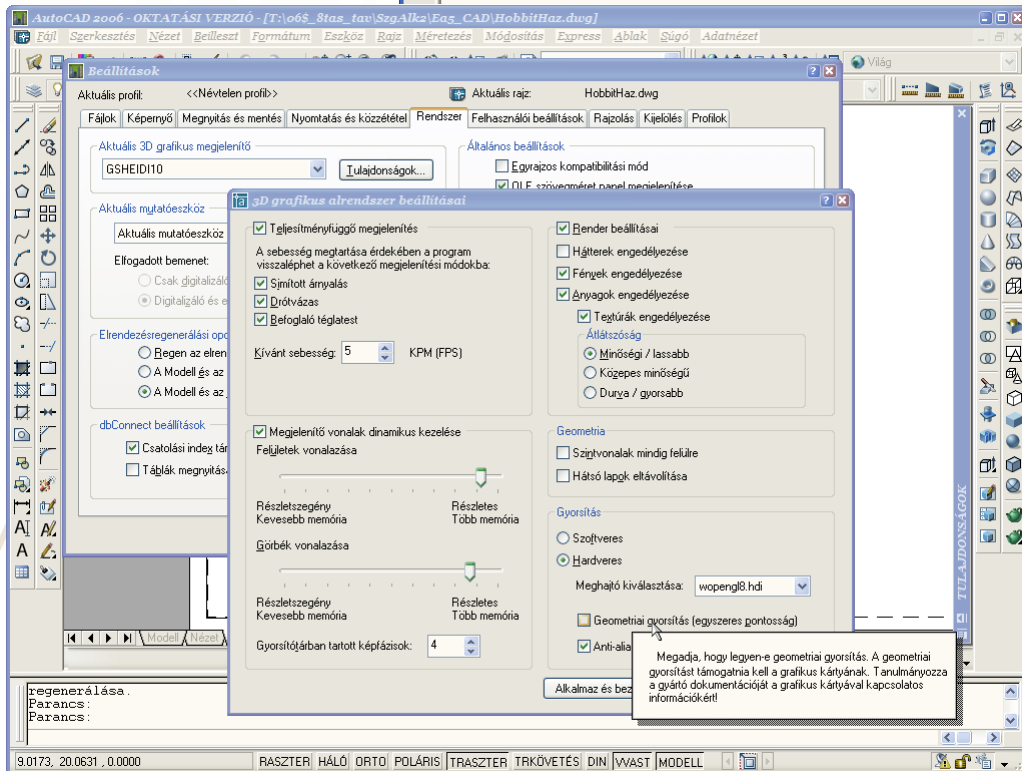 AutoCAD 2006 - OKTATÁSI VERZIÓ - [T:\06$_8tas_tav\SzgAlk2\Ea5_CAD\HobbitHaz.dwg]
Fájl Szerkesztés Nézet Beilleszt Formátum Eszköz Rajz Méretezés Módosítás Express Ablak Súgó Adatnézet
Világ
Beállítások
Aktuális profil: <<Névtelen profil>> Aktuális rajz: HobbitHaz.dwg
Fájlok Képernyő Megnyitás és mentés Nyomtatás és közzététel Rendszer Felhasználói beállítások Rajzolás Kijelölés Profilok
Aktuális 3D grafikus megjelenítő
GSHEIDI10
Tulajdonságok...
Általános beállítások
Egyrajzos kompatibilitási mód
OLE szövegméret panel megjelenítése
Aktuális mutatóeszköz
Aktuális mutatóeszköz
Elfogadott bemenet:
Csak digitalizáló
Digitalizáló és e
Elrendezésregenerálási opc
Regen az elren
A Modell és az
A Modell és az
dbConnect beállítások
Csatolási index tár
Táblák megnyitás
3D grafikus alrendszer beállításai
Teljesítményfüggő megjelenítés
A sebesség megtartása érdekében a program
visszaléphet a következő megjelenítési módokba:
Simított árnyalás
Drótvázas
Befoglaló téglatest
Kívánt sebesség: 5 KPM (FPS)
Megjelenítő vonalak dinamikus kezelése
Felületek vonalazása
Részletszegény Részletes
Kevesebb memória Több memória
Görbék vonalazása
Részletszegény Részletes
Kevesebb memória Több memória
Gyorsítótárban tartott képfázisok: 4
Render beállításai
Hátterek engedélyezése
Fények engedélyezése
Anyagok engedélyezése
Textúrák engedélyezése
Átlátszóság
Minőségi / lassabb
Közepes minőségű
Durva / gyorsabb
Geometria
Szintvonalak mindig felülre
Hátsó lapok eltávolítása
Gyorsítás
Szoftveres
Hardveres
Meghajtó kiválasztása: wopengl8.hdi
Geometriai gyorsítás (egyszeres pontosság)
Anti-alia
Alkalmaz és bez
Megadja, hogy legyen-e geometriai gyorsítás. A geometriai
gyorsítást támogatnia kell a grafikus kártyának. Tanulmányozza
a gyártó dokumentációját a grafikus kártyával kapcsolatos
információkért!
TULAJDONSÁGOK
Modell Nézet
regenerálása.
Parancs:
Parancs:
9.0173, 20.0631 , 0.0000 RASZTER HÁLÓ ORTO POLÁRIS TRASZTER TRKÖVETÉS DIN VVAST MODELL